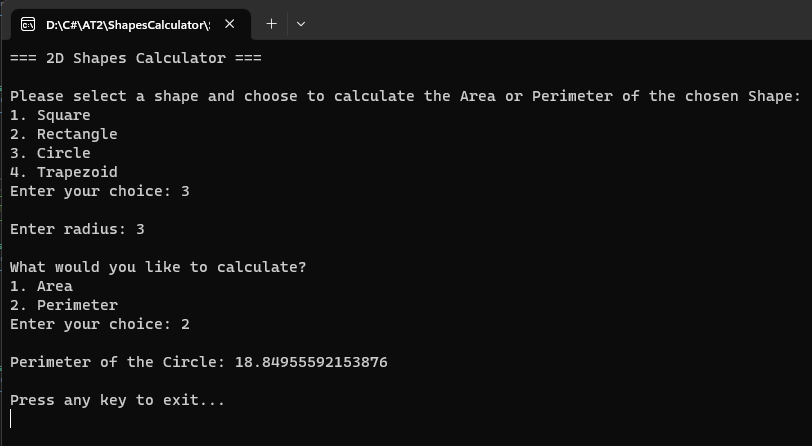 D:\C#\AT2\ShapesCalculator\
=== 2D Shapes Calculator ===
Please select a shape and choose to calculate the Area or Perimeter of the chosen Shape:
1. Square
2. Rectangle
3. Circle
4. Trapezoid
Enter your choice: 3
Enter radius: 3
What would you like to calculate?
1. Area
2. Perimeter
Enter your choice: 2
Perimeter of the Circle: 18.84955592153876
Press any key to exit...